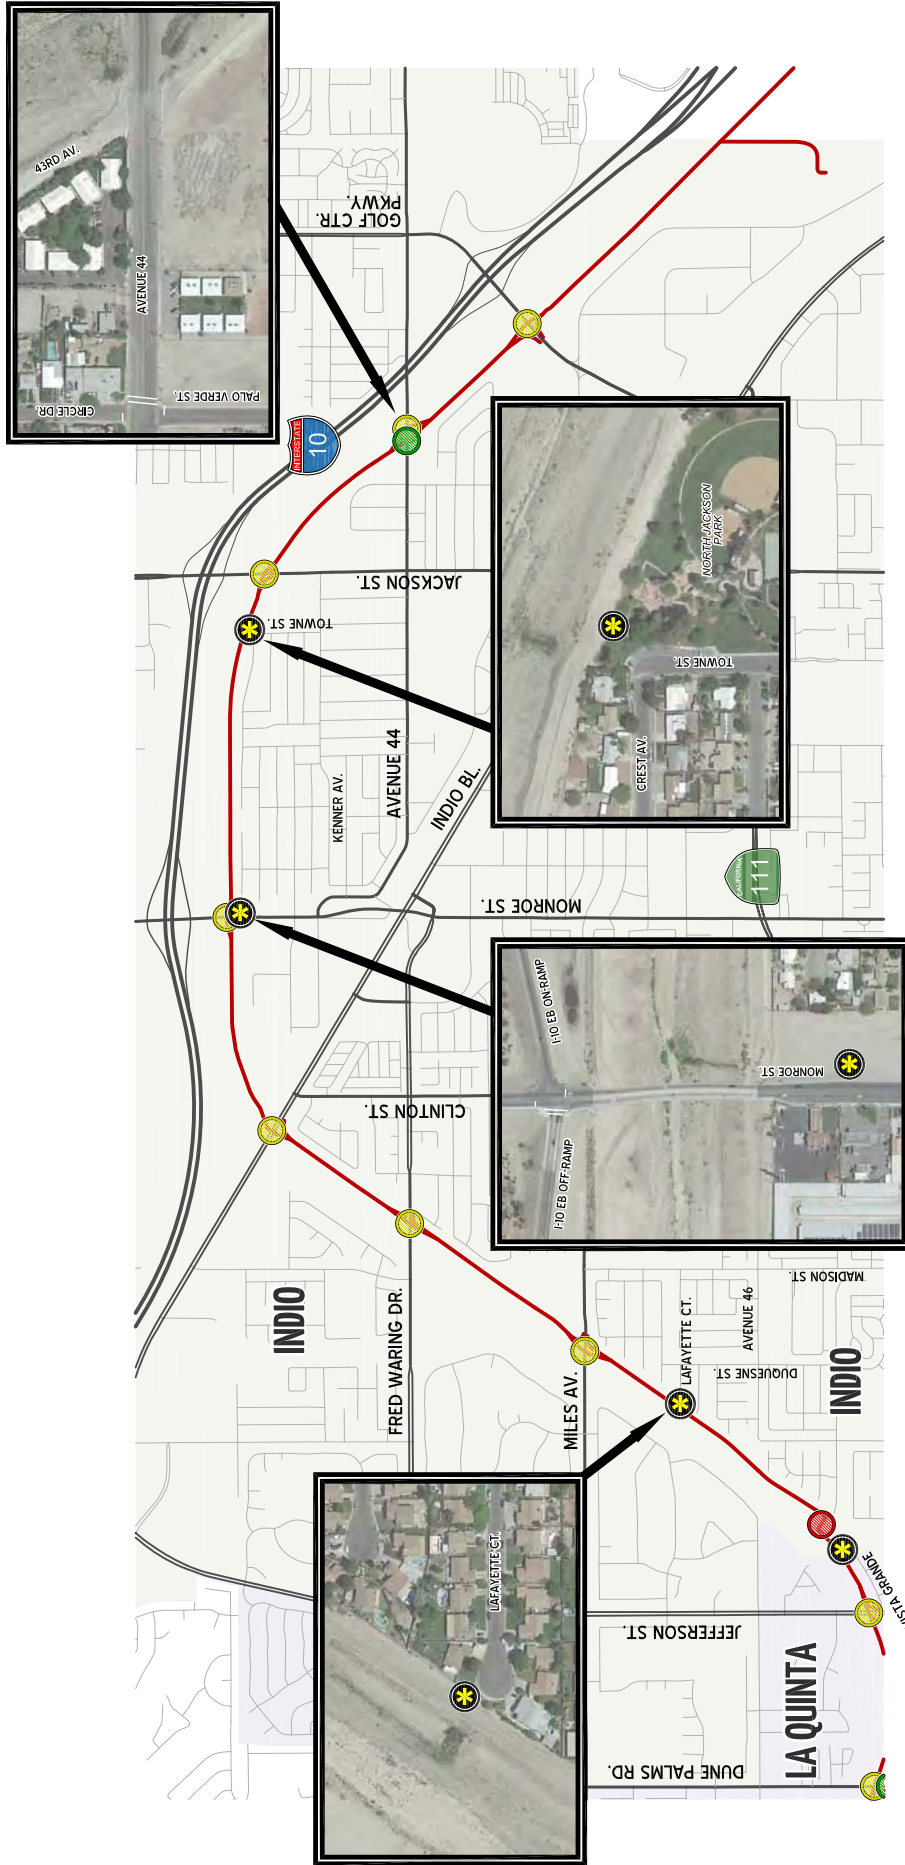 43RD AV.
AVENUE 44
CIRCLE DR.
PALO VERDE ST.
GOLF CTR.
PKWY.
INTERSTATE
10
JACKSON ST.
TOWNE ST.
NORTH JACKSON
PARK
TOWNE ST.
CREST AV.
KENNER AV.
AVENUE 44
INDIO BL.
CALIFORNIA
111
MONROE ST.
I-10 EB ON-RAMP
MONROE ST.
I-10 EB OFF-RAMP
CLINTON ST.
MADISON ST.
INDIO
FRED WARING DR.
LAFAYETTE CT.
AVENUE 46
DUQUESNE ST.
MILES AV.
INDIO
LAFAYETTE CT.
JEFFERSON ST.
LA QUINTA
DUNE PALMS RD.